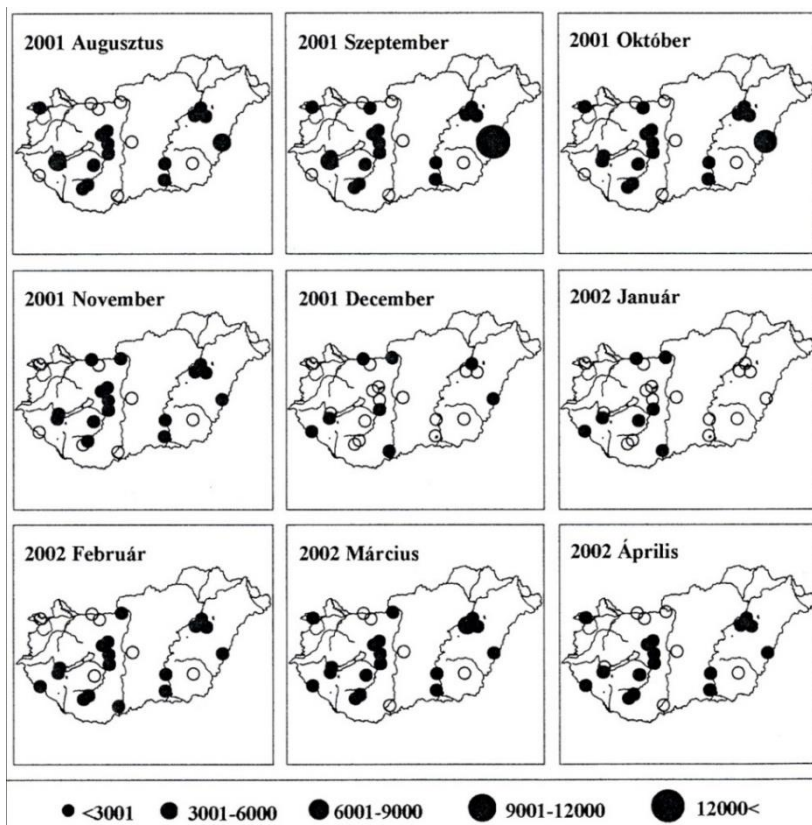 2001 Augusztus
2001 Szeptember
2001 Október
2001 November
2001 December
2002 Január
2002 Február
2002 Március
2002 Április
<3001
3001-6000
6001-9000
9001-12000
12000<